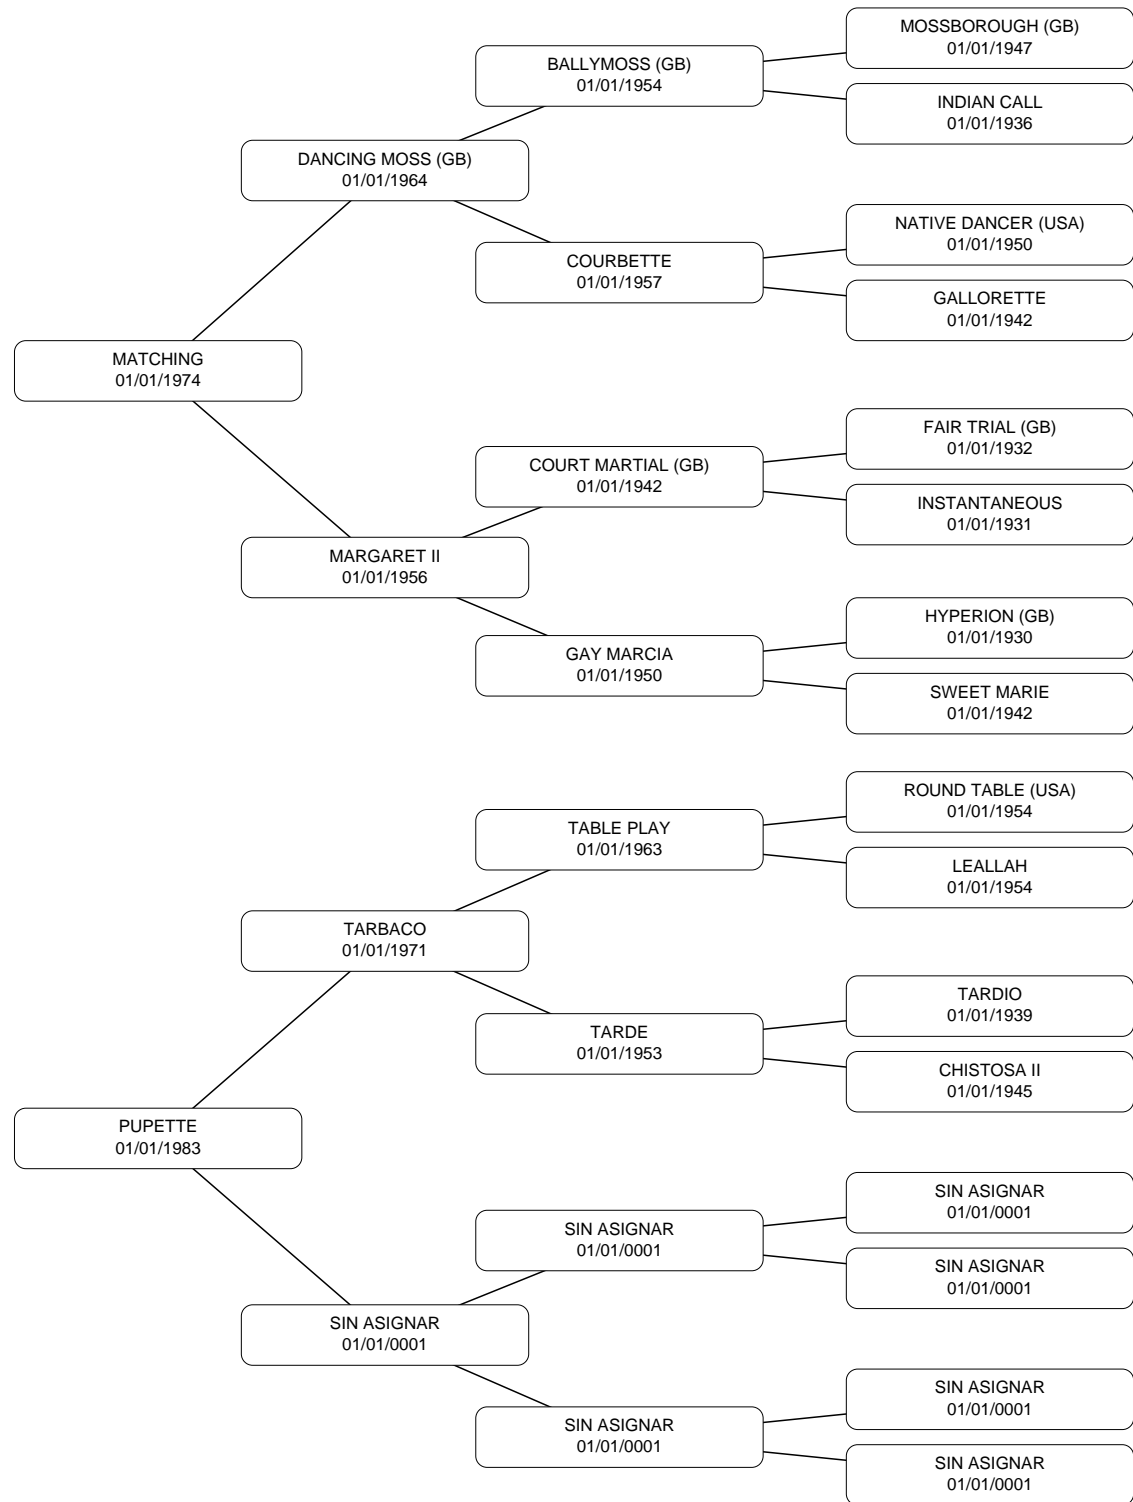 MOSSBOROUGH (GB)
01/01/1947
BALLYMOSS (GB)
01/01/1954
INDIAN CALL
01/01/1936
DANCING MOSS (GB)
01/01/1964
NATIVE DANCER (USA)
01/01/1950
COURBETTE
01/01/1957
GALLORETTE
01/01/1942
MATCHING
01/01/1974
FAIR TRIAL (GB)
01/01/1932
COURT MARTIAL (GB)
01/01/1942
INSTANTANEOUS
01/01/1931
MARGARET II
01/01/1956
HYPERION (GB)
01/01/1930
GAY MARCIA
01/01/1950
SWEET MARIE
01/01/1942
ROUND TABLE (USA)
01/01/1954
TABLE PLAY
01/01/1963
LEALLAH
01/01/1954
TARBACO
01/01/1971
TARDIO
01/01/1939
TARDE
01/01/1953
CHISTOSA II
01/01/1945
PUPETTE
01/01/1983
SIN ASIGNAR
01/01/0001
SIN ASIGNAR
01/01/0001
SIN ASIGNAR
01/01/0001
SIN ASIGNAR
01/01/0001
SIN ASIGNAR
01/01/0001
SIN ASIGNAR
01/01/0001
SIN ASIGNAR
01/01/0001